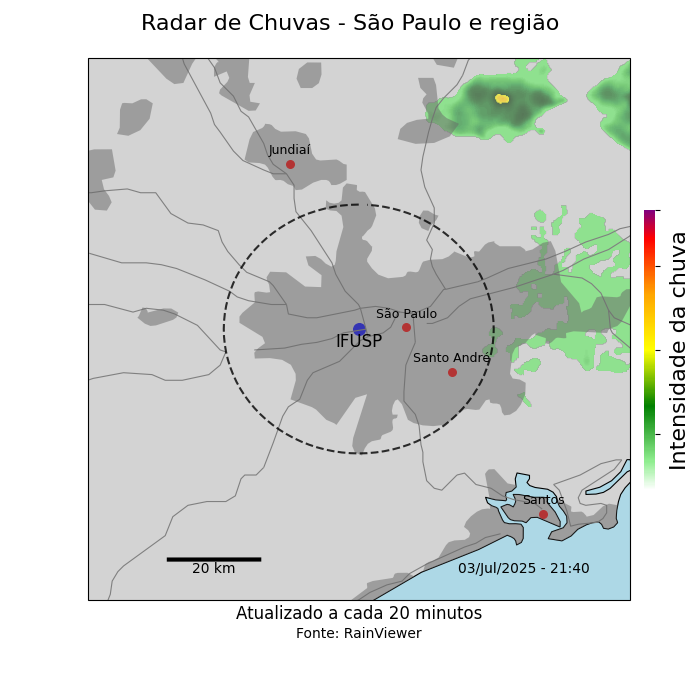 Radar de Chuvas - São Paulo e região
Jundiaí
São Paulo
IFUSP
Santo André
Intensidade da chuva
Santos
20 km
03/Jul/2025 - 21:40
Atualizado a cada 20 minutos
Fonte: RainViewer